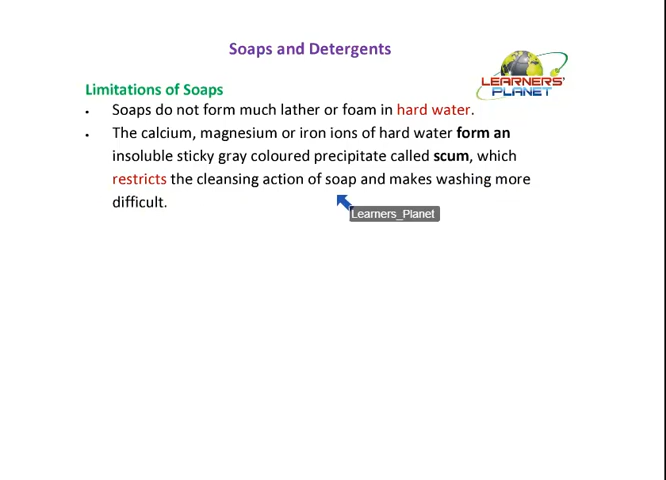 Soaps and Detergents
LEARNERS'
PLANET
Limitations of Soaps
• Soaps do not form much lather or foam in hard water.
• The calcium, magnesium or iron ions of hard water form an
insoluble sticky gray coloured precipitate called scum, which
restricts the cleansing action of soap and makes washing more
difficult.
Learners_Planet